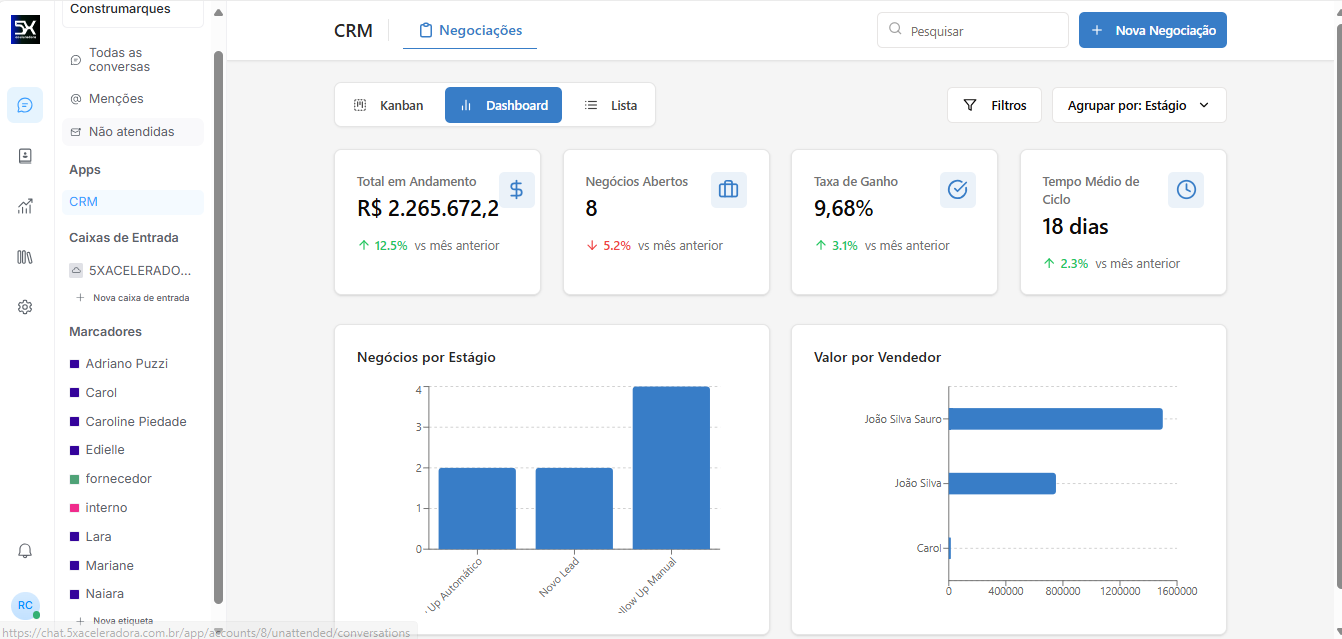 Construmarques
5X
Todas as
conversas
Menções
Não atendidas
Apps
CRM
Caixas de Entrada
5XACELERADO...
Nova caixa de entrada
Marcadores
Adriano Puzzi
Carol
Caroline Piedade
Edielle
fornecedor
interno
Lara
Mariane
Naiara
Nova etiqueta
RC
https://chat.5xaceleradora.com.br/app/accounts/8/unattended/conversations
CRM
Negociações
Pesquisar
Nova Negociação
Kanban
Dashboard
Lista
Filtros
Agrupar por: Estágio
Total em Andamento
R$ 2.265.672,2
12.5% vs mês anterior
Negócios Abertos
8
5.2% vs mês anterior
Taxa de Ganho
9,68%
3.1% vs mês anterior
Tempo Médio de
Ciclo
18 dias
2.3% vs mês anterior
Negócios por Estágio
4
3
2
1
0
Up Automático
Novo Lead
llow Up Manual
Valor por Vendedor
João Silva Sauro
João Silva
Carol
0 400000 800000 1200000 1600000